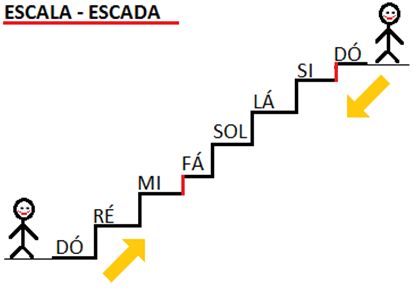 ESCALA - ESCADA
DÓ
SI
LÁ
SOL
FÁ
MI
RÉ
DÓ